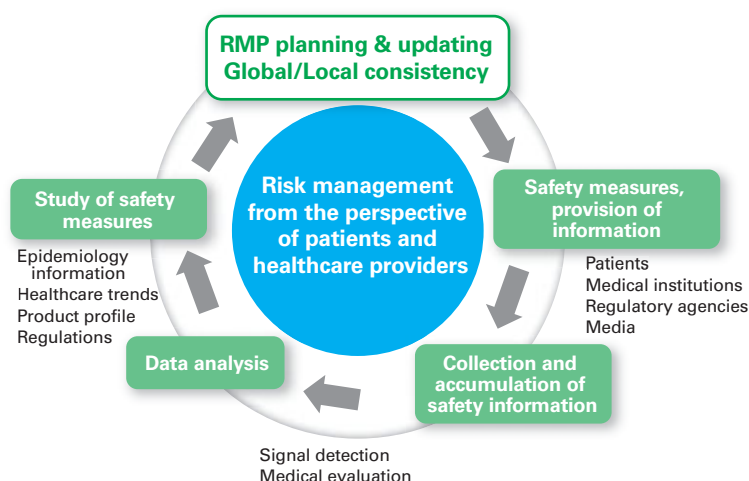 RMP planning & updating
Global/Local consistency
Risk management
from the perspective
of patients and
healthcare providers
Safety measures,
provision of
information
Patients
Medical institutions
Regulatory agencies
Media
Collection and
accumulation of
safety information
Signal detection
Medical evaluation
Data analysis
Study of safety
measures
Epidemiology
information
Healthcare trends
Product profile
Regulations